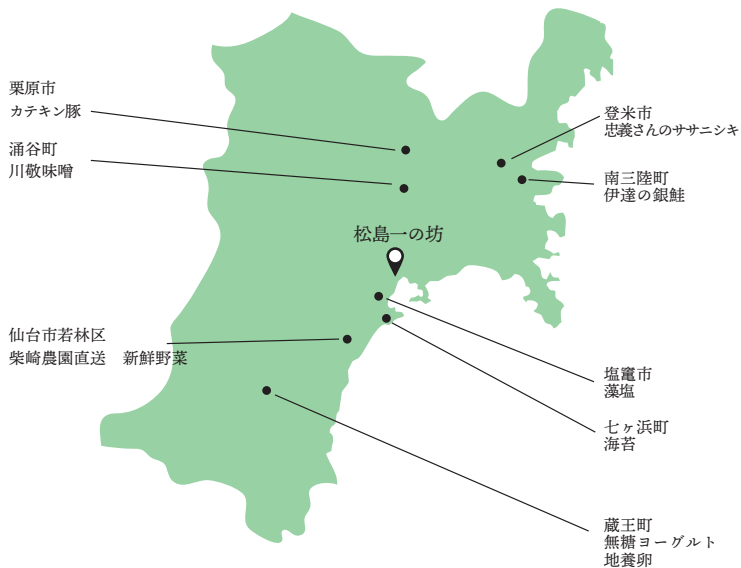 栗原市
カテキン豚
涌谷町
川敬味噌
登米市
忠義さんのササニシキ
南三陸町
伊達の銀鮭
松島一の坊
仙台市若林区
柴崎農園直送　新鮮野菜
塩竈市
藻塩
七ヶ浜町
海苔
蔵王町
無糖ヨーグルト
地養卵